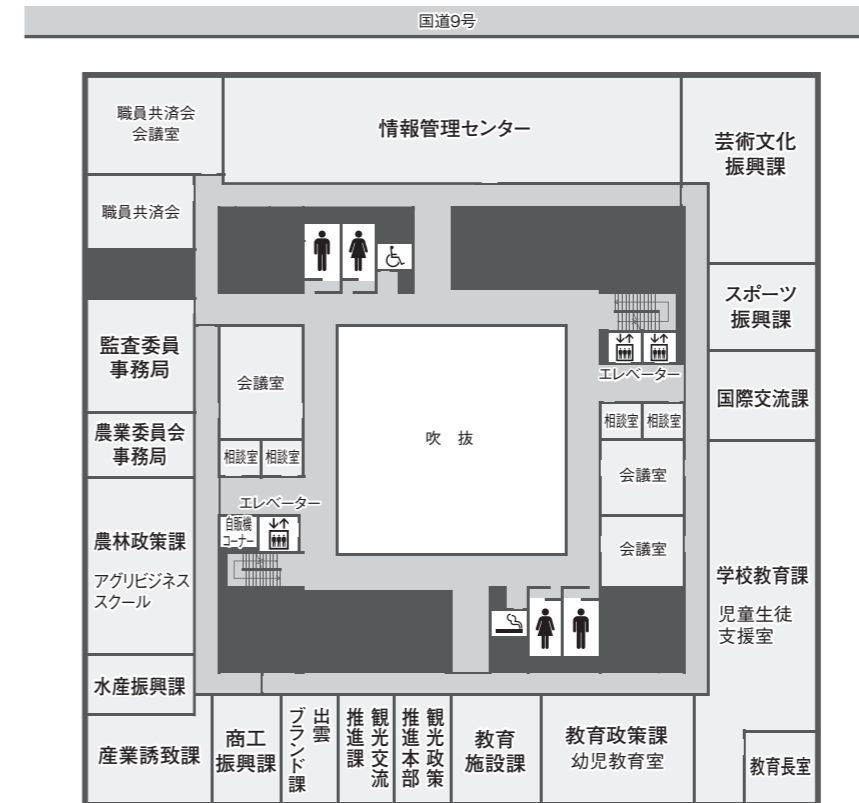 国道9号
職員共済会
会議室
情報管理センター
芸術文化
振興課
職員共済会
スポーツ
振興課
監査委員
事務局
会議室
エレベーター
国際交流課
吹 抜
相談室
相談室
農業委員会
事務局
相談室
相談室
会議室
エレベーター
自販機
コーナー
農林政策課
アグリビジネス
スクール
会議室
学校教育課
児童生徒
支援室
水産振興課
産業誘致課
商工
振興課
出雲
ブランド課
観光交流
推進課
観光政策
推進本部
教育
施設課
教育政策課
幼児教育室
教育長室